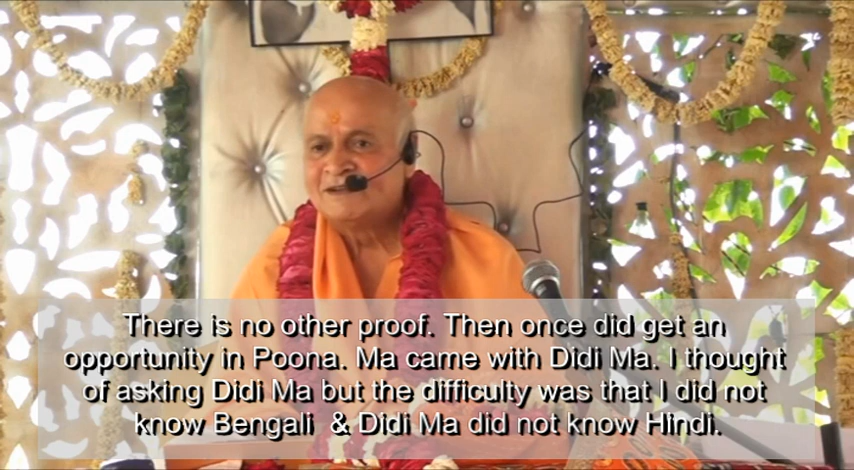 There is no other proof. Then once did get an
opportunity in Poona. Ma came with Didi Ma. I thought
of asking Didi Ma but the difficulty was that I did not
know Bengali  & Didi Ma did not know Hindi.